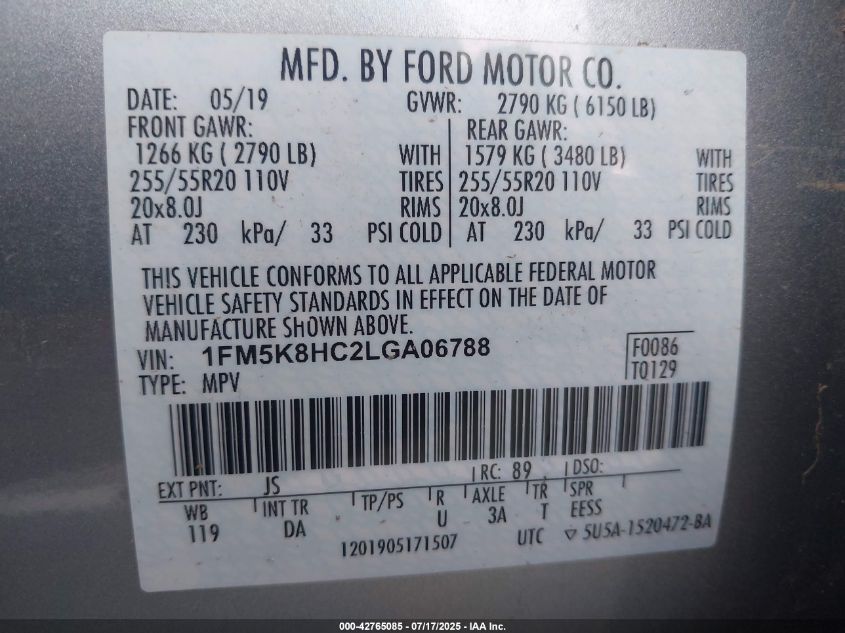 MFD. BY FORD MOTOR CO.
DATE: 05/19 GVWR: 2790 KG ( 6150 LB)
FRONT GAWR: REAR GAWR:
1266 KG ( 2790 LB) WITH 1579 KG ( 3480 LB) WITH
255/55R20 110V TIRES 255/55R20 110V TIRES
20x8.0J RIMS 20x8.0J RIMS
AT 230 kPa/ 33 PSI COLD AT 230 kPa/ 33 PSI COLD
THIS VEHICLE CONFORMS TO ALL APPLICABLE FEDERAL MOTOR
VEHICLE SAFETY STANDARDS IN EFFECT ON THE DATE OF
MANUFACTURE SHOWN ABOVE.
VIN: 1FM5K8HC2LGA06788 F0086
TYPE: MPV T0129
EXT PNT: JS RC: 89 DSO:
WB INT TR TP/PS R AXLE TR SPR
119 DA U 3A T EESS
1201905171507 UTC ▽ 5U5A-1520472-BA
000-42765085 - 07/17/2025 - IAA Inc.